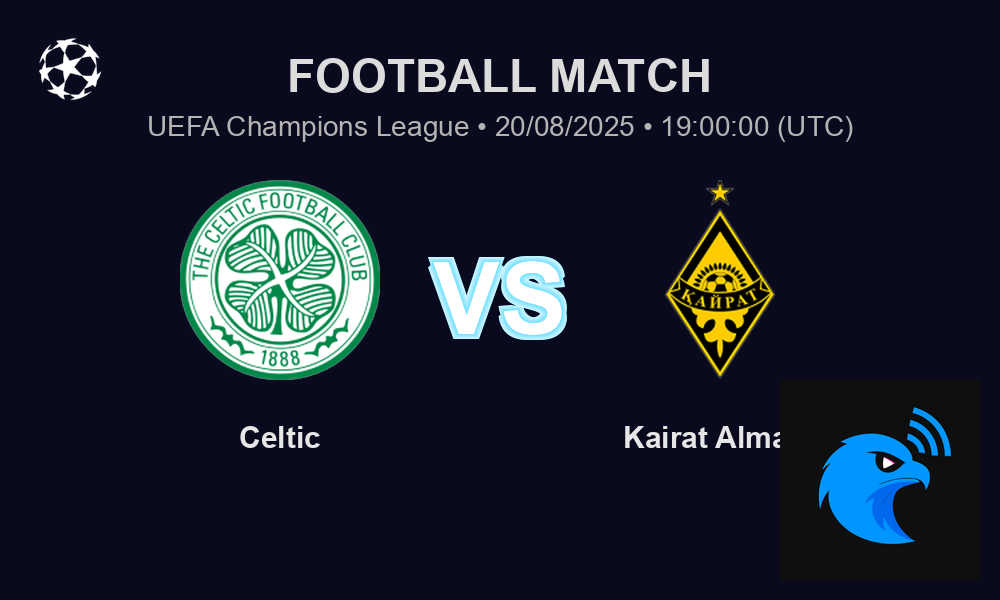 FOOTBALL MATCH
UEFA Champions League • 20/08/2025 • 19:00:00 (UTC)
THE CELTIC FOOTBALL CLUB
1888
VS
КАЙРАТ
Celtic
Kairat Alma